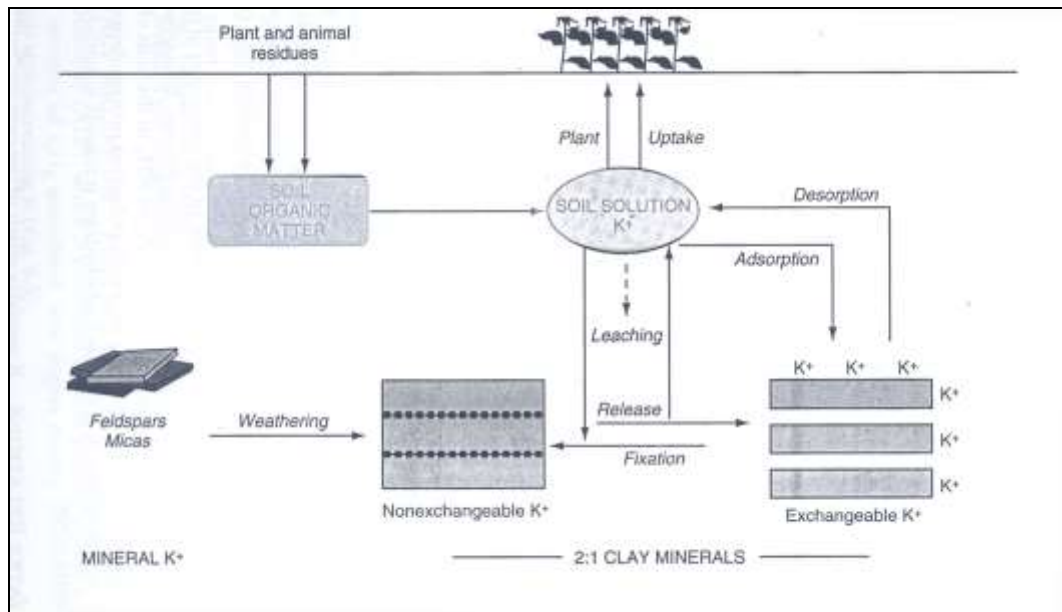 Plant and animal
residues
Plant
Uptake
SOIL
ORGANIC
MATTER
SOIL SOLUTION
K+
Desorption
Adsorption
Leaching
K+ K+ K+
K+
K+
K+
Feldspars
Micas
Weathering
Release
Fixation
Nonexchangeable K+
Exchangeable K+
MINERAL K+
2:1 CLAY MINERALS